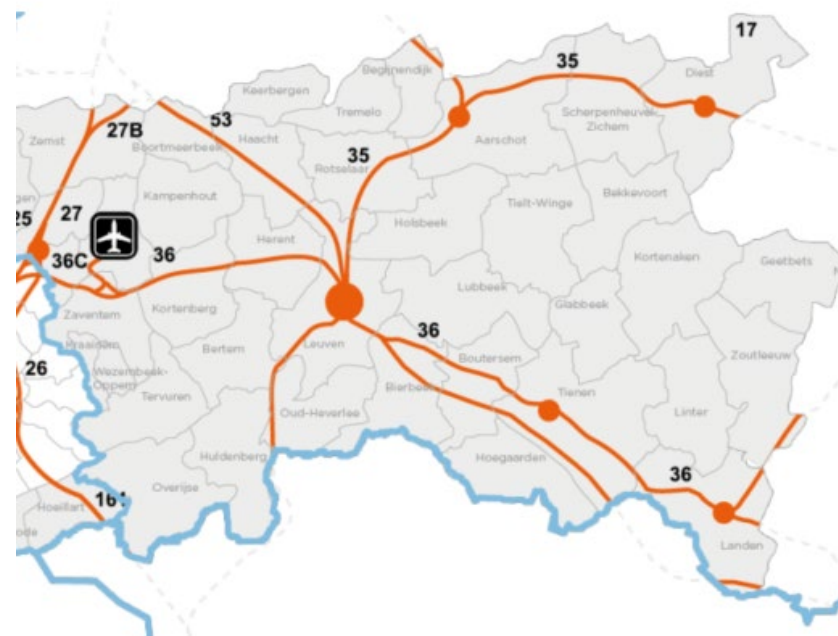 17
35
Diest
Begijnendijk
Keerbergen
Tremelo
53
27B
Scherpenheuvel
Zichem
Zemst
Boortmeerbeek
Haacht
Aarschot
35
Rotselaar
Kampenhout
Bekkevoort
Tielt-Winge
25
27
Holsbeek
Herent
36C
36
Kortenaken
Geetbets
Lubbeek
Zaventem
Kortenberg
Glabbeek
36
Leuven
Bertem
Boutersem
Zoutleeuw
Kraainem
26
Wezembeek-
Oppem
Tervuren
Bierbeek
Tienen
Oud-Heverlee
Linter
Huldenberg
Hoegaarden
36
Overijse
161
Hoeilaart
Landen